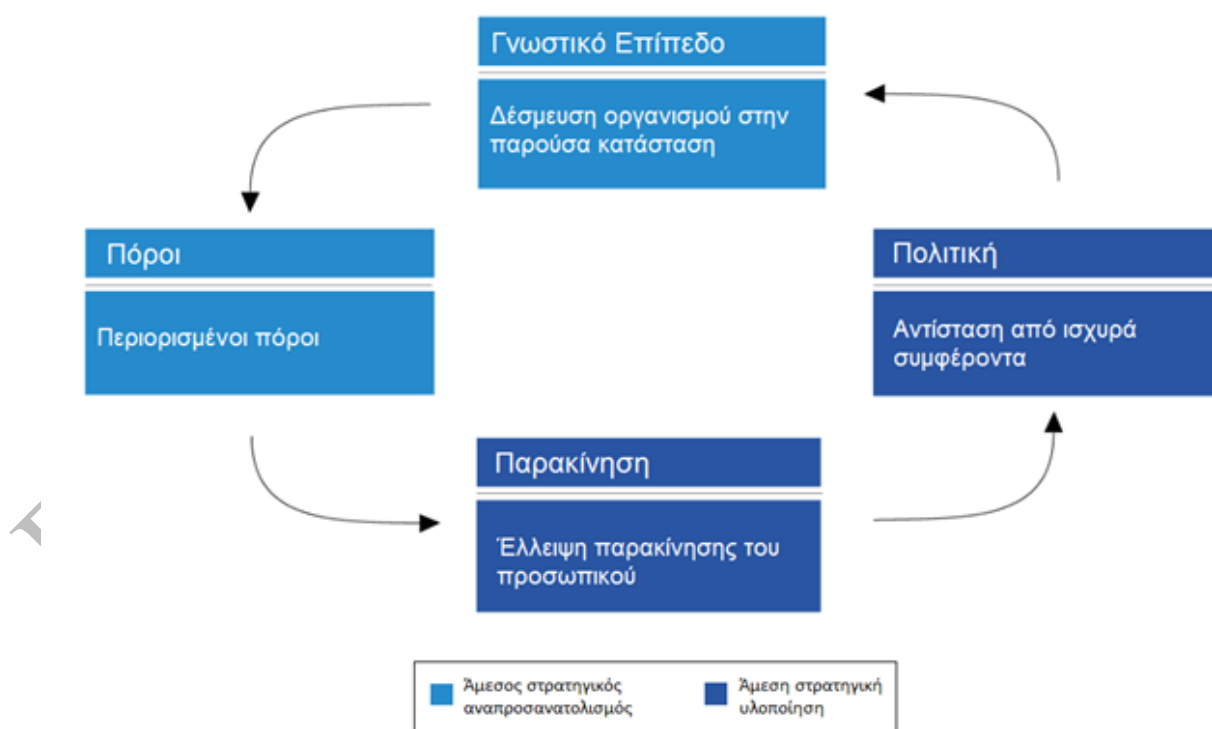 Γνωστικό Επίπεδο
Δέσμευση οργανισμού στην
παρούσα κατάσταση
Πόροι
Περιορισμένοι πόροι
Πολιτική
Αντίσταση από ισχυρά
συμφέροντα
Παρακίνηση
Έλλειψη παρακίνησης του
προσωπικού
Άμεσος στρατηγικός
αναπροσανατολισμός
Άμεση στρατηγική
υλοποίηση